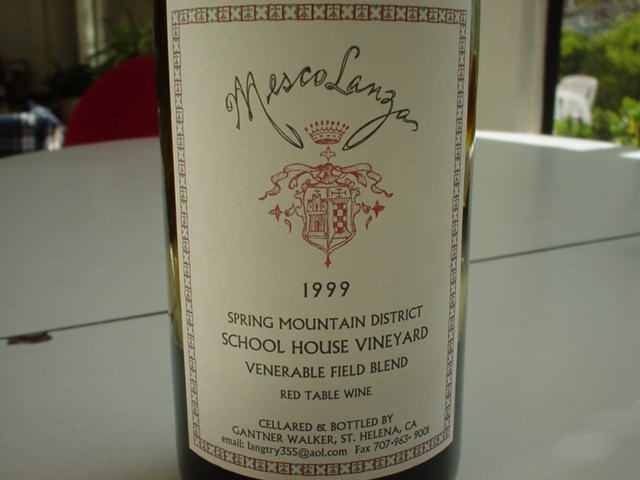 MescoLanza
1999
SPRING MOUNTAIN DISTRICT
SCHOOL HOUSE VINEYARD
VENERABLE FIELD BLEND
RED TABLE WINE
CELLARED & BOTTLED BY
GANTNER WALKER, ST. HELENA, CA
email: langtry355@aol.com Fax 707•963• 9001